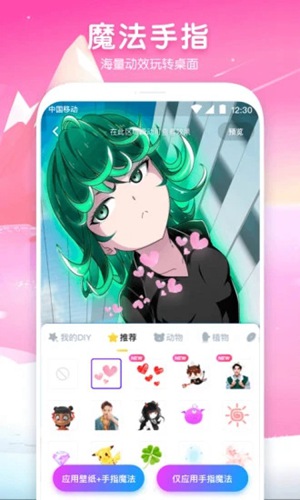 魔法手指
海量动效玩转桌面
中国移动
12:30
预览
我的DIY
推荐
动物
植物
NEW
NEW
NEW
应用壁纸+手指魔法
仅应用手指魔法